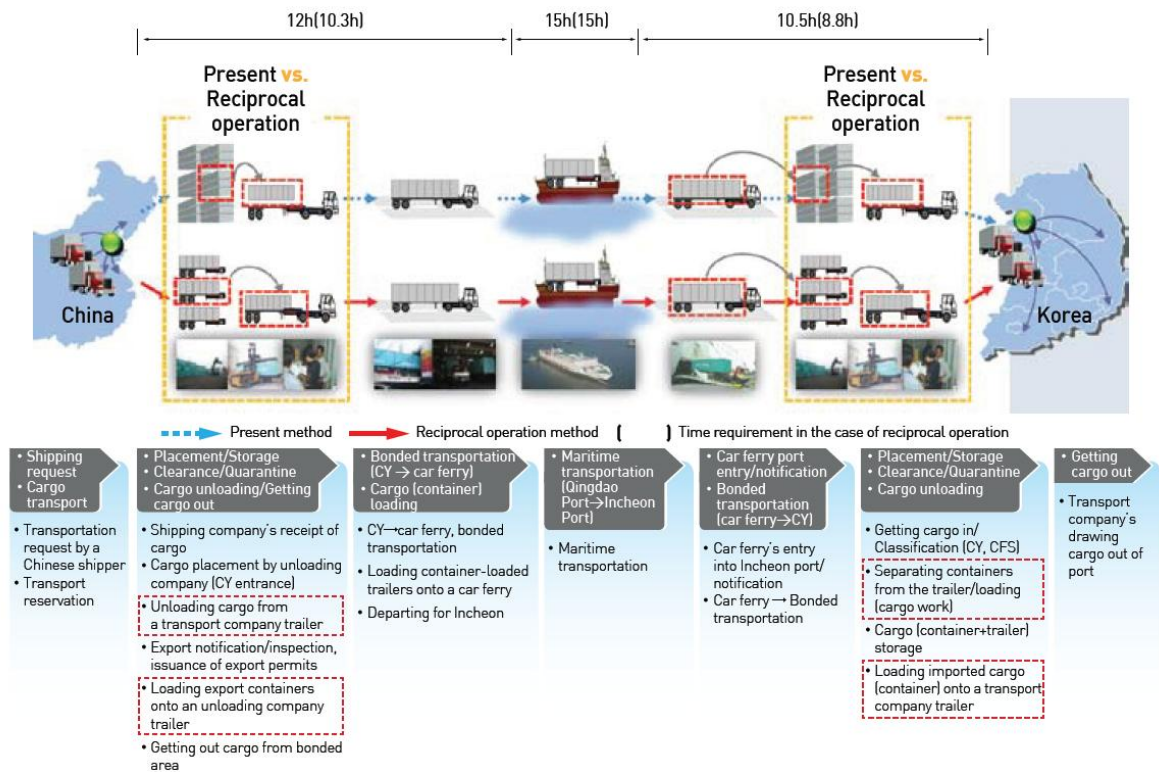 12h(10.3h)
15h(15h)
10.5h(8.8h)
Present vs.
Reciprocal
operation
Present vs.
Reciprocal
operation
China
Korea
Present method
Reciprocal operation method
( ) Time requirement in the case of reciprocal operation
• Shipping
request
• Cargo
transport
• Transportation
request by a
Chinese shipper
• Transport
reservation
• Placement/Storage
• Clearance/Quarantine
• Cargo unloading/Getting
cargo out
• Shipping company's receipt of
cargo
• Cargo placement by unloading
company (CY entrance)
• Unloading cargo from
a transport company trailer
• Export notification/inspection,
issuance of export permits
• Loading export containers
onto an unloading company
trailer
• Getting out cargo from bonded
area
• Bonded transportation
(CY → car ferry)
• Cargo (container)
loading
• CY→car ferry, bonded
transportation
• Loading container-loaded
trailers onto a car ferry
• Departing for Incheon
• Maritime
transportation
(Qingdao
Port→Incheon
Port)
• Maritime
transportation
• Car ferry port
entry/notification
• Bonded
transportation
(car ferry→CY)
• Car ferry's entry
into Incheon port/
notification
• Car ferry → Bonded
transportation
• Placement/Storage
• Clearance/Quarantine
• Cargo unloading
• Getting cargo in/
Classification (CY, CFS)
• Separating containers
from the trailer/loading
(cargo work)
• Cargo (container+trailer)
storage
• Loading imported cargo
(container) onto a transport
company trailer
• Getting
cargo out
• Transport
company's
drawing
cargo out of
port